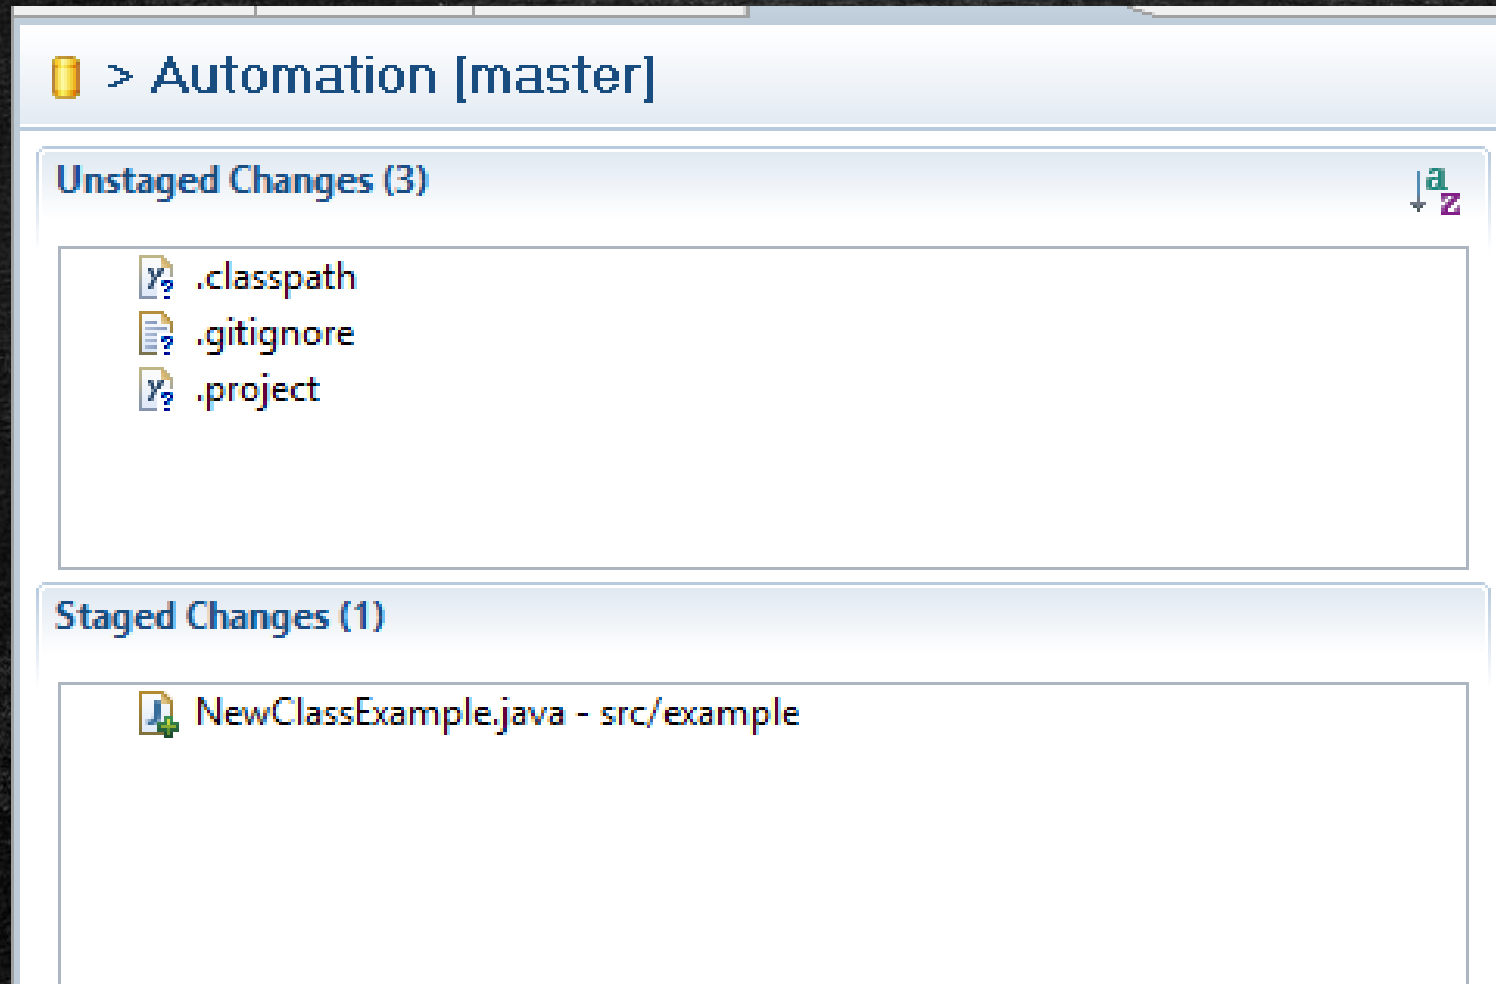 > Automation [master]
Unstaged Changes (3)
.classpath
.gitignore
.project
Staged Changes (1)
NewClassExample.java - src/example